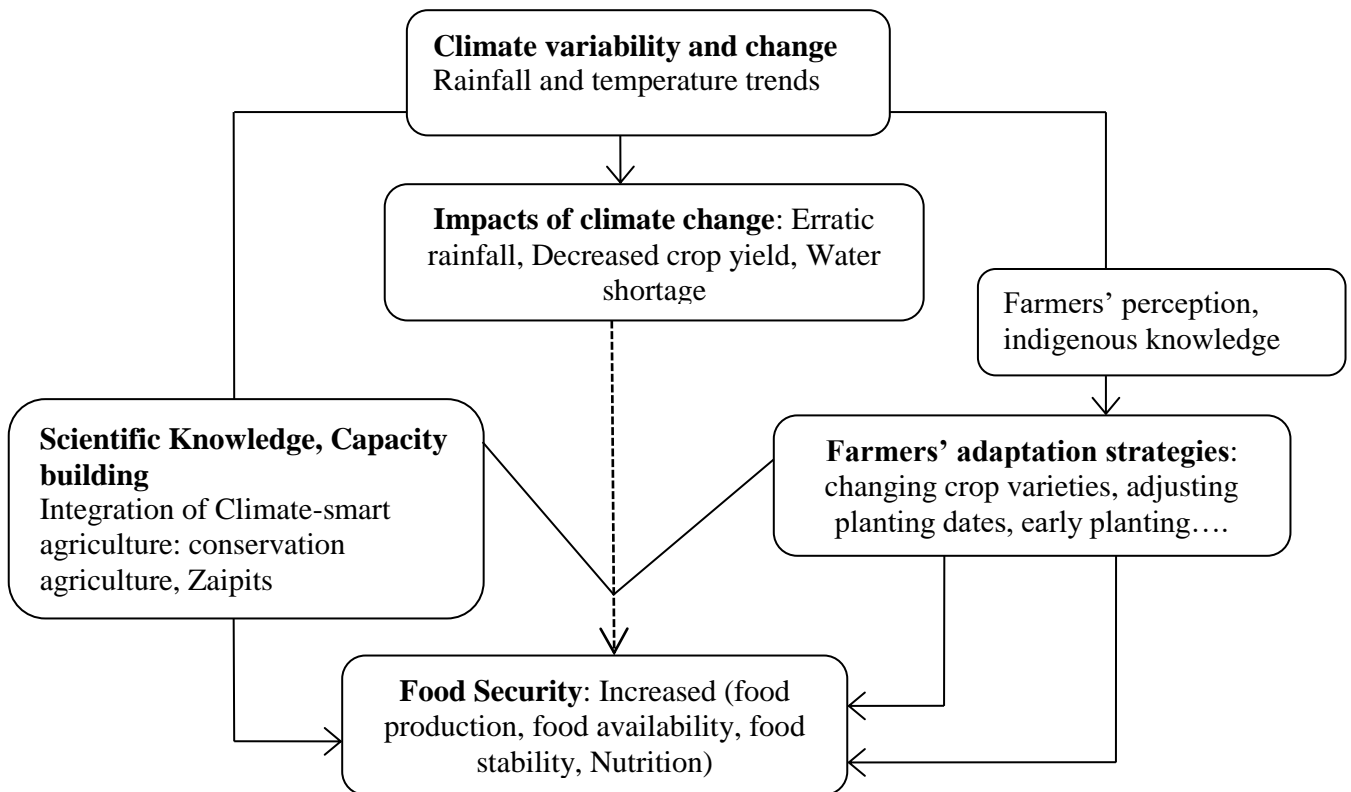 Climate variability and change
Rainfall and temperature trends
Impacts of climate change: Erratic
rainfall, Decreased crop yield, Water
shortage
Farmers’ perception,
indigenous knowledge
Scientific Knowledge, Capacity
building
Integration of Climate-smart
agriculture: conservation
agriculture, Zaipits
Farmers’ adaptation strategies:
changing crop varieties, adjusting
planting dates, early planting….
Food Security: Increased (food
production, food availability, food
stability, Nutrition)